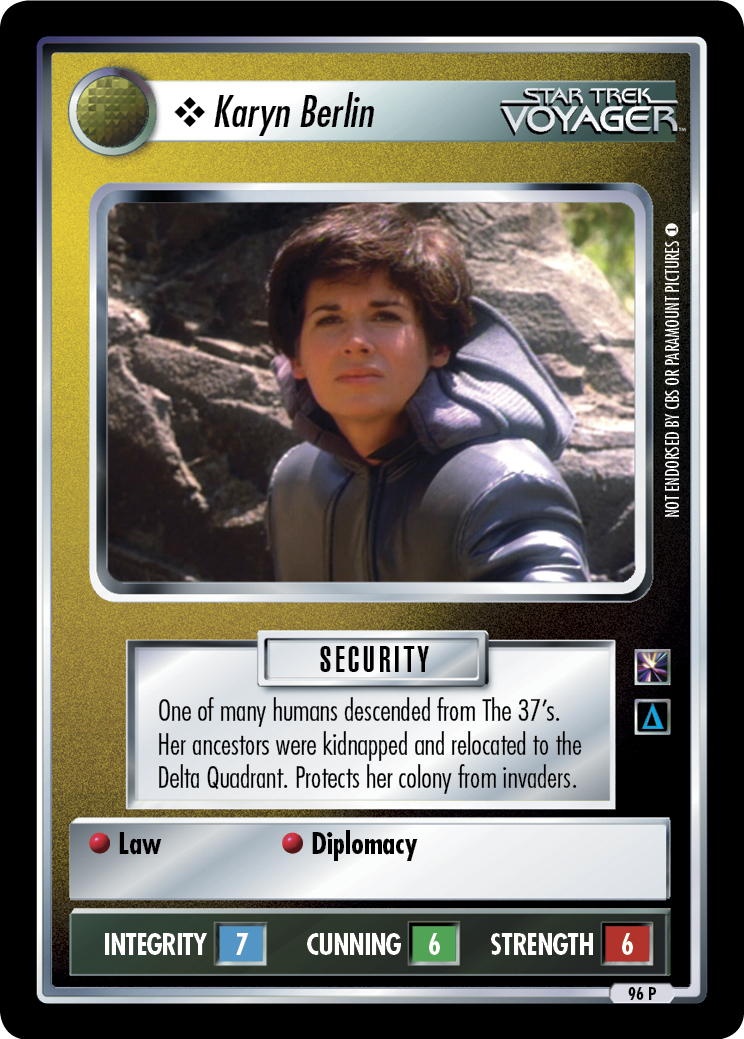 ❖ Karyn Berlin
STAR TREK
VOYAGER™
NOT ENDORSED BY CBS OR PARAMOUNT PICTURES 1
SECURITY
One of many humans descended from The 37's.
Her ancestors were kidnapped and relocated to the
Delta Quadrant. Protects her colony from invaders.
Law Diplomacy
INTEGRITY 7 CUNNING 6 STRENGTH 6
96 P